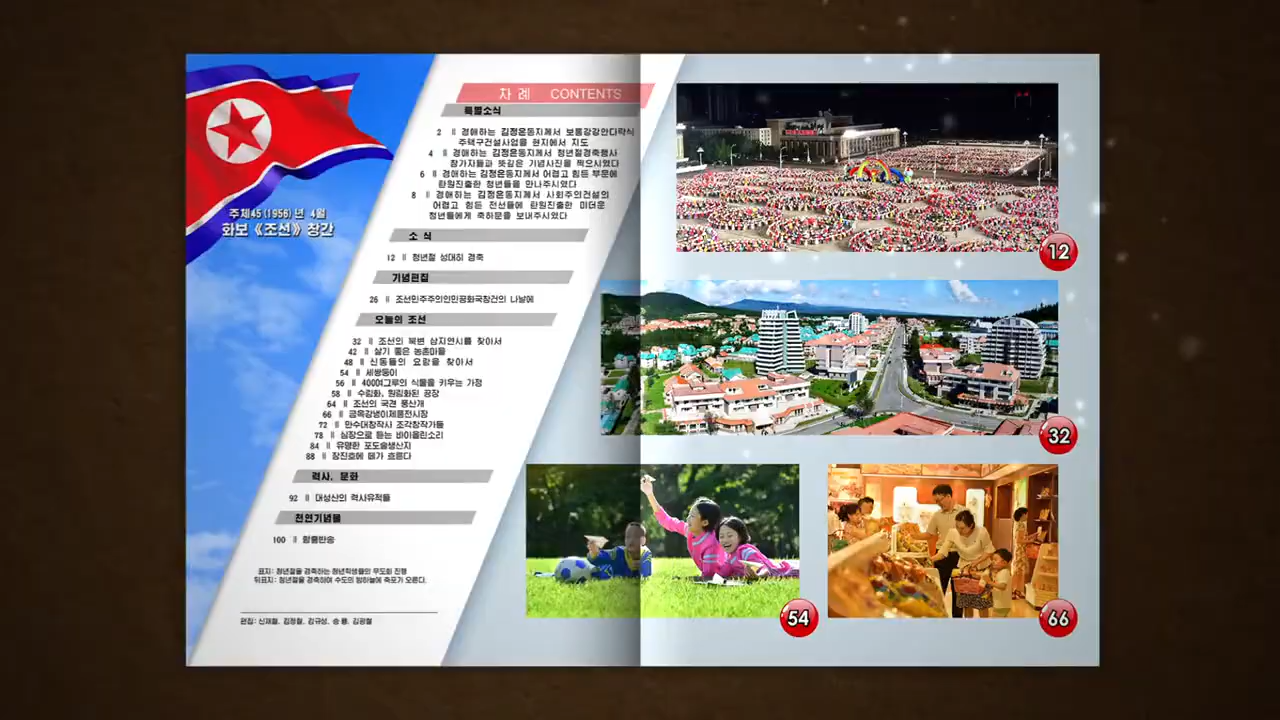 주체45(1956)년 4월
화보 《조선》 창간
차 례 CONTENTS
특별소식
2 ∥ 경애하는 김정은동지께서 보통강강안다락식
주택구건설사업을 현지에서 지도
4 ∥ 경애하는 김정은동지께서 청년절경축행사
참가자들과 뜻깊은 기념사진을 찍으시였다
6 ∥ 경애하는 김정은동지께서 어렵고 힘든 부문에
탄원진출한 청년들을 만나주시였다
8 ∥ 경애하는 김정은동지께서 사회주의건설의
어렵고 힘든 전선들에 탄원진출한 미더운
청년들에게 축하문을 보내주시였다
소 식
12 ∥ 청년절 성대히 경축
기념편집
26 ∥ 조선민주주의인민공화국창건의 나날에
오늘의 조선
32 ∥ 조선의 북변 삼지연시를 찾아서
42 ∥ 살기 좋은 농촌마을
48 ∥ 신동들의 요람을 찾아서
54 ∥ 세쌍둥이
56 ∥ 400여그루의 식물을 키우는 가정
58 ∥ 수림화, 원림화된 공장
64 ∥ 조선의 국견 풍산개
66 ∥ 금옥강냉이제품전시장
72 ∥ 만수대창작사 조각창작가들
78 ∥ 심장으로 듣는 바이올린소리
84 ∥ 유명한 포도술생산지
88 ∥ 장진호에 떼가 흐른다
력사, 문화
92 ∥ 대성산의 력사유적들
천연기념물
100 ∥ 함흥반송
표지: 청년절을 경축하는 청년학생들의 무도회 진행
뒤표지: 청년절을 경축하여 수도의 밤하늘에 축포가 오른다.
편집: 신재철, 김정철, 김규성, 송 룡, 김광철
12
32
54
66